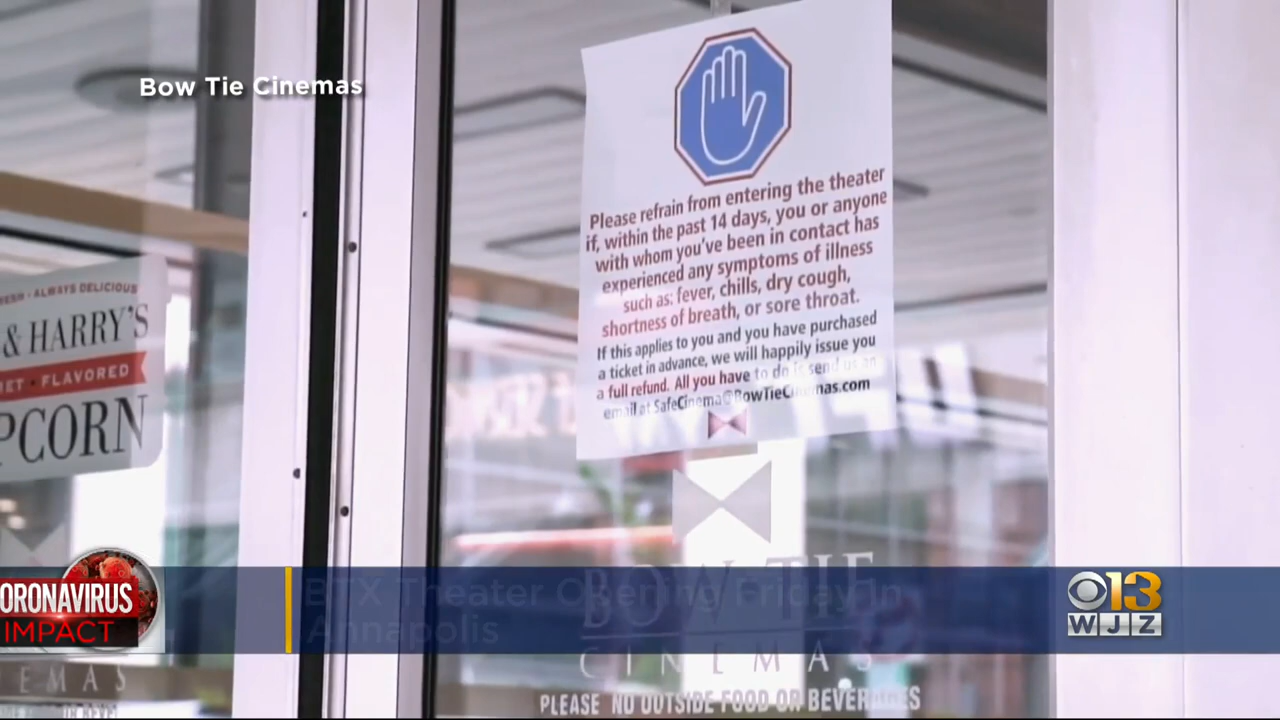 Bow Tie Cinemas
Please refrain from entering the theater
if, within the past 14 days, you or anyone
with whom you've been in contact has
experienced any symptoms of illness
such as: fever, chills, dry cough,
shortness of breath, or sore throat.
If this applies to you and you have purchased
a ticket in advance, we will happily issue you
a full refund. All you have to do is send us an
email at SafeCinema@BowTieCinemas.com
· ALWAYS DELICIOUS
& HARRY'S
FLAVORED
PCORN
BOW TIE
CINEMAS
PLEASE NO OUTSIDE FOOD OR BEVERAGES
EMAS
ORONAVIRUS
IMPACT
BTX Theater Opening Friday in
Annapolis
13
WJZ